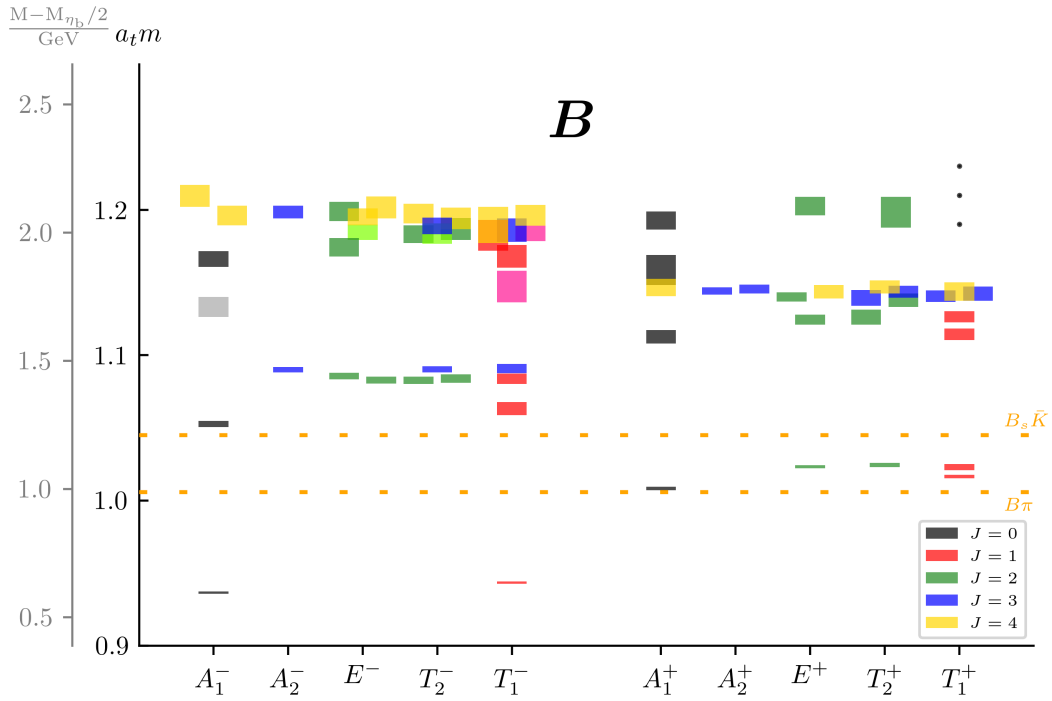 M−M_{η_b}/2
GeV
a_t m
B
2.5
2.0
1.5
1.0
0.5
1.2
1.1
1.0
0.9
B_s K̄
Bπ
J = 0
J = 1
J = 2
J = 3
J = 4
A_1^− A_2^− E^− T_2^− T_1^− A_1^+ A_2^+ E^+ T_2^+ T_1^+